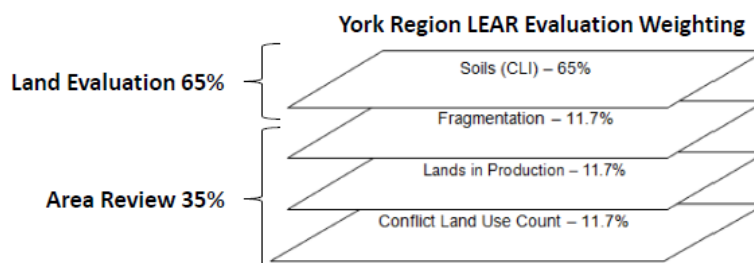 York Region LEAR Evaluation Weighting
Land Evaluation 65%
Soils (CLI) – 65%
Fragmentation – 11.7%
Area Review 35%
Lands in Production – 11.7%
Conflict Land Use Count – 11.7%